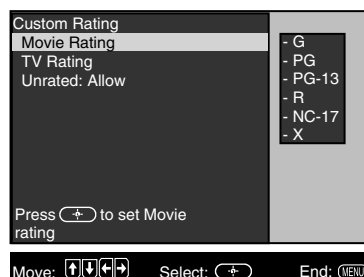 Custom Rating
Movie Rating
TV Rating
Unrated: Allow
- G
- PG
- PG-13
- R
- NC-17
- X
Press to set Movie
rating
Move: Select: End: MENU